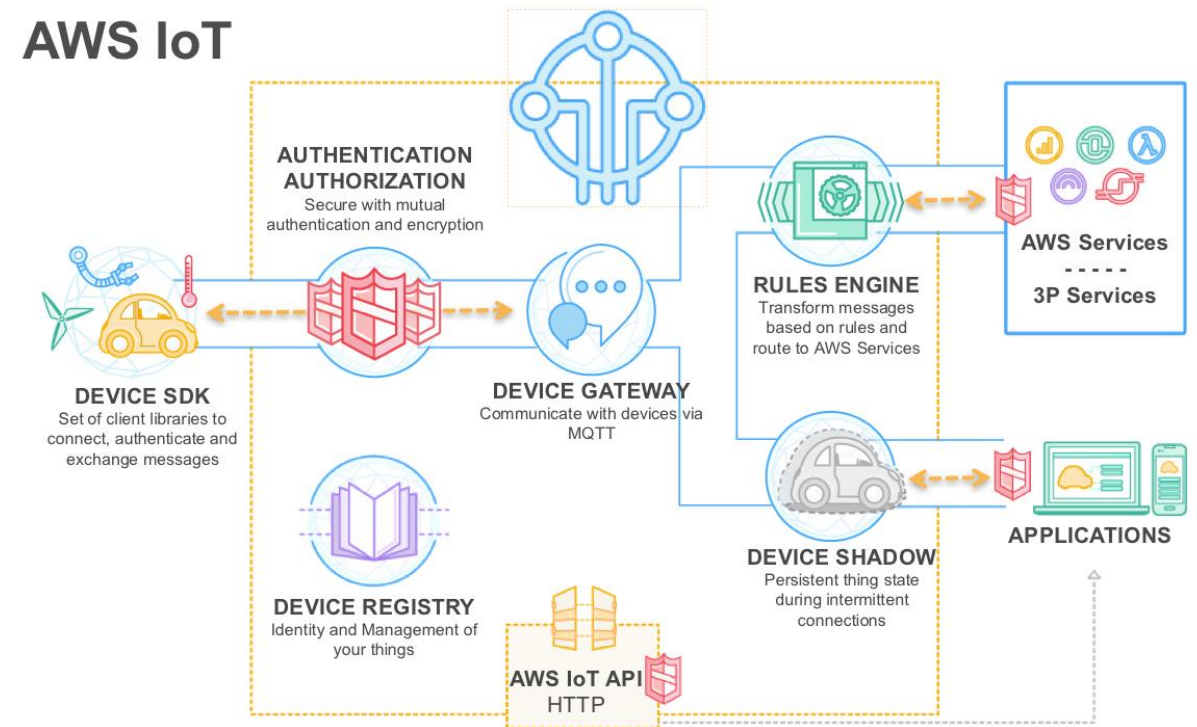 AWS IoT
AUTHENTICATION
AUTHORIZATION
Secure with mutual
authentication and encryption
DEVICE SDK
Set of client libraries to
connect, authenticate and
exchange messages
DEVICE GATEWAY
Communicate with devices via
MQTT
RULES ENGINE
Transform messages
based on rules and
route to AWS Services
AWS Services
- - - - -
3P Services
DEVICE REGISTRY
Identity and Management of
your things
DEVICE SHADOW
Persistent thing state
during intermittent
connections
APPLICATIONS
AWS IoT API
HTTP